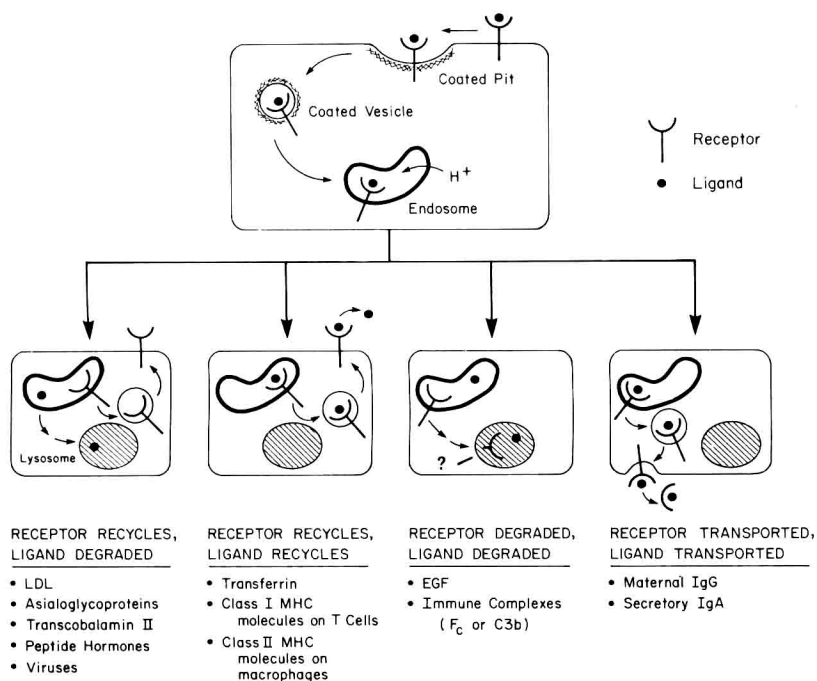 Coated Pit
Coated Vesicle
H+
Endosome
Receptor
Ligand
Lysosome
?
RECEPTOR RECYCLES,
LIGAND DEGRADED
• LDL
• Asialoglycoproteins
• Transcobalamin II
• Peptide Hormones
• Viruses
RECEPTOR RECYCLES,
LIGAND RECYCLES
• Transferrin
• Class I MHC
molecules on T Cells
• Class II MHC
molecules on
macrophages
RECEPTOR DEGRADED,
LIGAND DEGRADED
• EGF
• Immune Complexes
(Fc or C3b)
RECEPTOR TRANSPORTED,
LIGAND TRANSPORTED
• Maternal IgG
• Secretory IgA